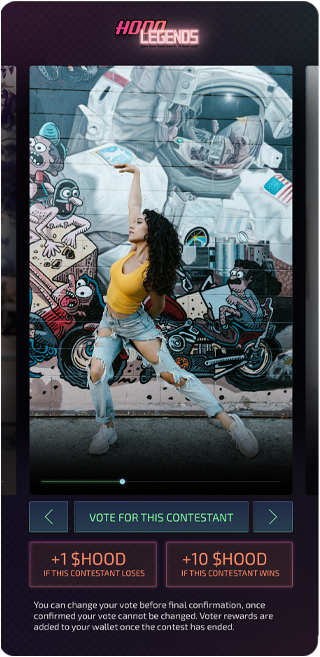 HOOD
LEGENDS
VOTE FOR THIS CONTESTANT
+1 $HOOD
IF THIS CONTESTANT LOSES
+10 $HOOD
IF THIS CONTESTANT WINS
You can change your vote before final confirmation, once
confirmed your vote cannot be changed. Voter rewards are
added to your wallet once the contest has ended.